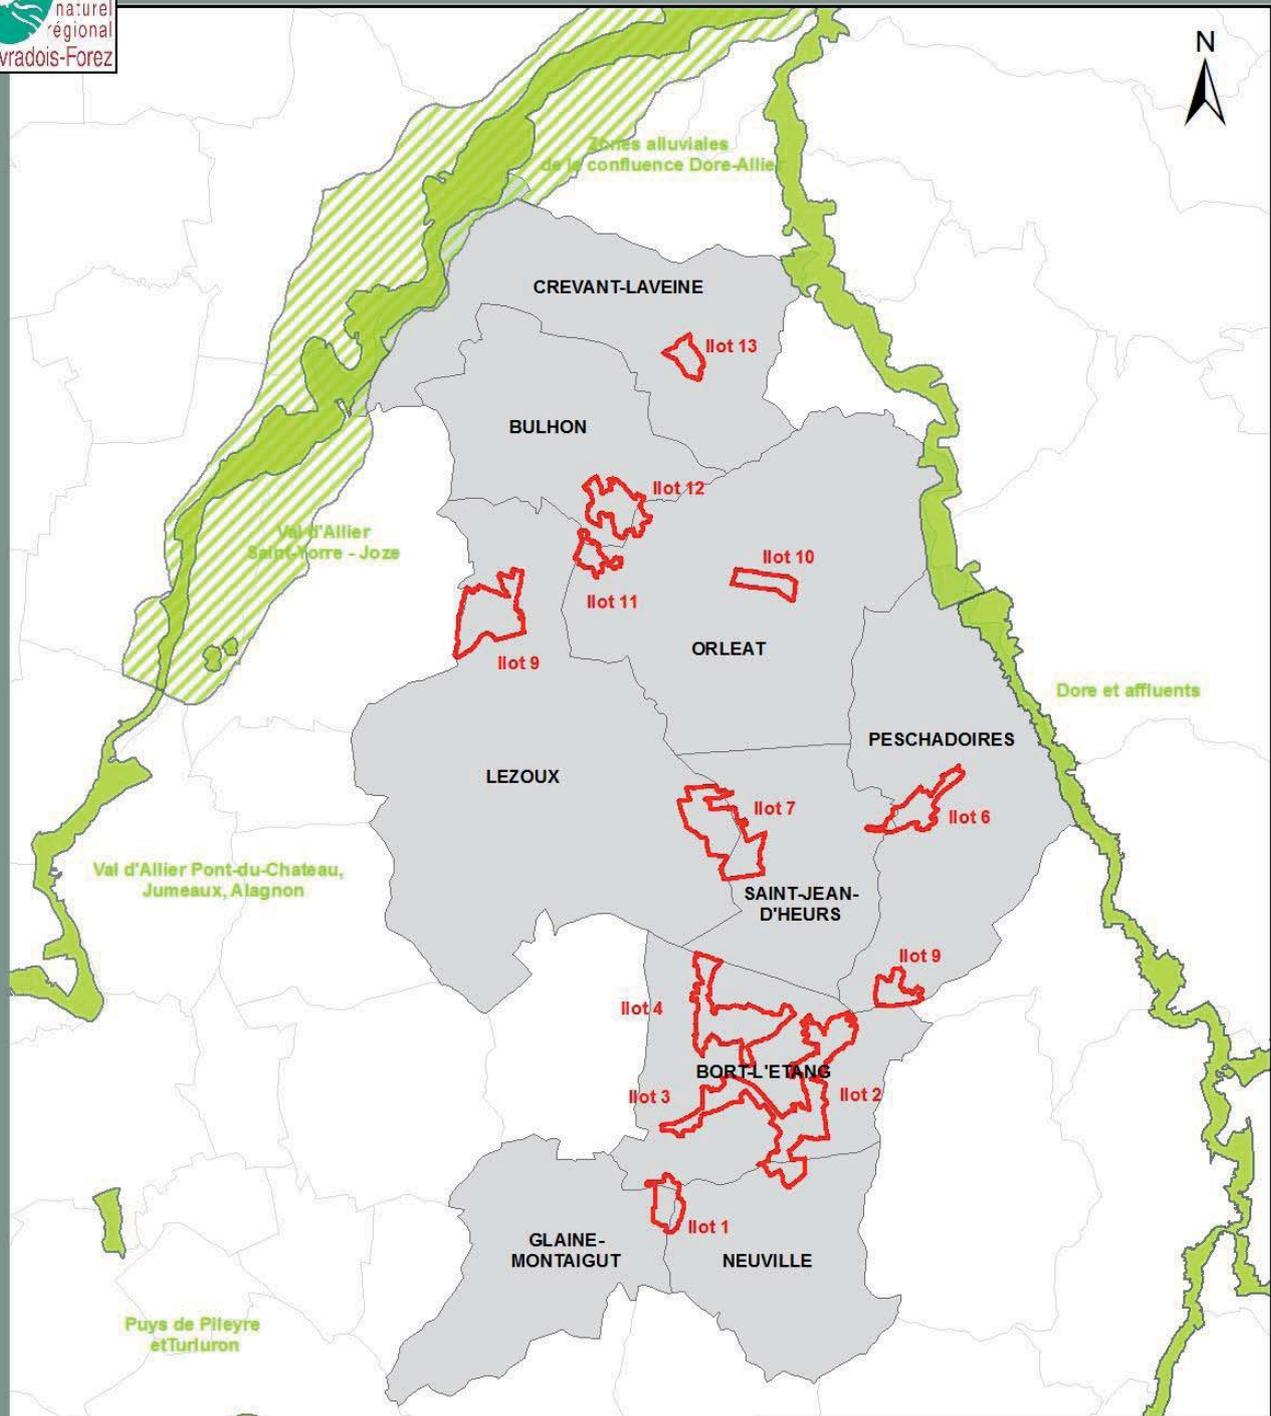 naturel
régional
vradois-Forez
N
Zones alluviales
de la confluence Dore-Allier
CREVANT-LAVEINE
Ilot 13
BULHON
Ilot 12
Val d'Allier
Saint-Yorre - Joze
Ilot 10
Ilot 11
ORLEAT
Ilot 9
Dore et affluents
PESCHADOIRES
LEZOUX
Ilot 7
Ilot 6
Val d'Allier Pont-du-Chateau,
Jumeaux, Alagnon
SAINT-JEAN-
D'HEURS
Ilot 9
Ilot 4
BORT-L'ETANG
Ilot 3
Ilot 2
Ilot 1
GLAINE-
MONTAIGUT
NEUVILLE
Puys de Pileyre
etTurluron